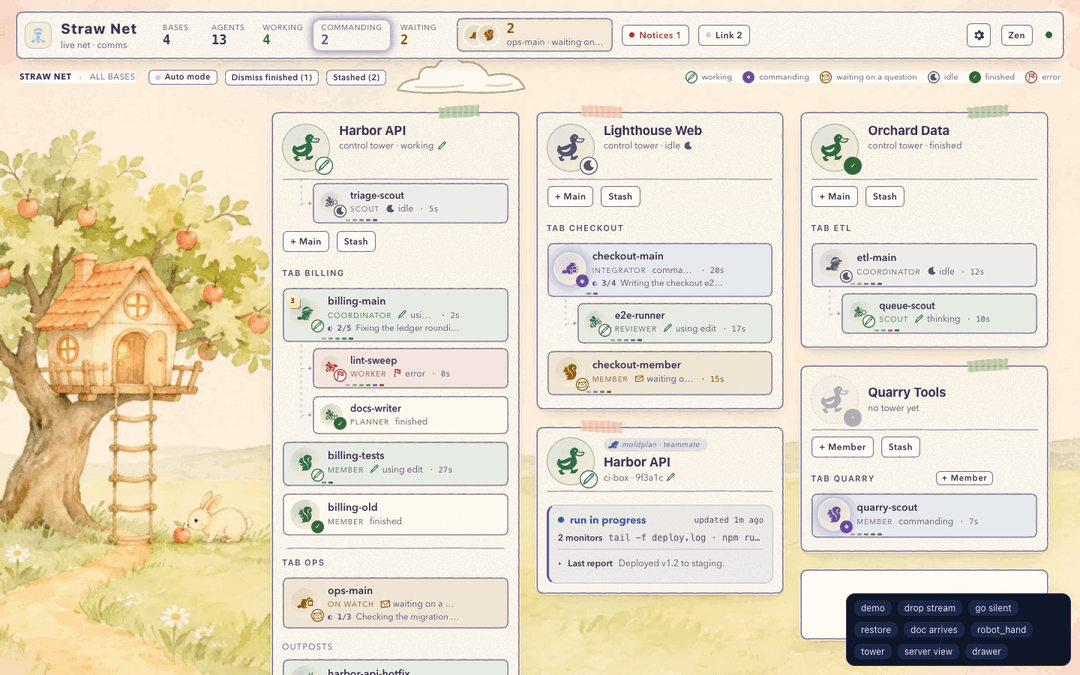 Straw Net
live net · comms
BASES
4
AGENTS
13
WORKING
4
COMMANDING
2
WAITING
2
2
ops-main · waiting on…
Notices 1
Link 2
Zen
STRAW NET › ALL BASES
Auto mode
Dismiss finished (1)
Stashed (2)
working
commanding
waiting on a question
idle
finished
error
Harbor API
control tower · working
triage-scout
SCOUT idle · 5s
+ Main
Stash
TAB BILLING
3
billing-main
COORDINATOR usi… · 2s
2/5 Fixing the ledger roundi…
lint-sweep
WORKER error · 0s
docs-writer
PLANNER finished
billing-tests
MEMBER using edit · 27s
billing-old
MEMBER finished
TAB OPS
ops-main
ON WATCH waiting on a …
1/3 Checking the migration …
OUTPOSTS
harbor-api-hotfix
Lighthouse Web
control tower · idle
+ Main
Stash
TAB CHECKOUT
checkout-main
INTEGRATOR comma… · 20s
3/4 Writing the checkout e2…
e2e-runner
REVIEWER using edit · 17s
checkout-member
MEMBER waiting o… · 15s
moldplan · teammate
Harbor API
ci-box · 9f3a1c
run in progress
updated 1m ago
2 monitors tail -f deploy.log · npm ru…
Last report Deployed v1.2 to staging.
Orchard Data
control tower · finished
+ Main
Stash
TAB ETL
etl-main
COORDINATOR idle · 12s
queue-scout
SCOUT thinking · 10s
Quarry Tools
no tower yet
+ Member
Stash
TAB QUARRY
+ Member
quarry-scout
MEMBER commanding · 7s
demo
drop stream
go silent
restore
doc arrives
robot_hand
tower
server view
drawer